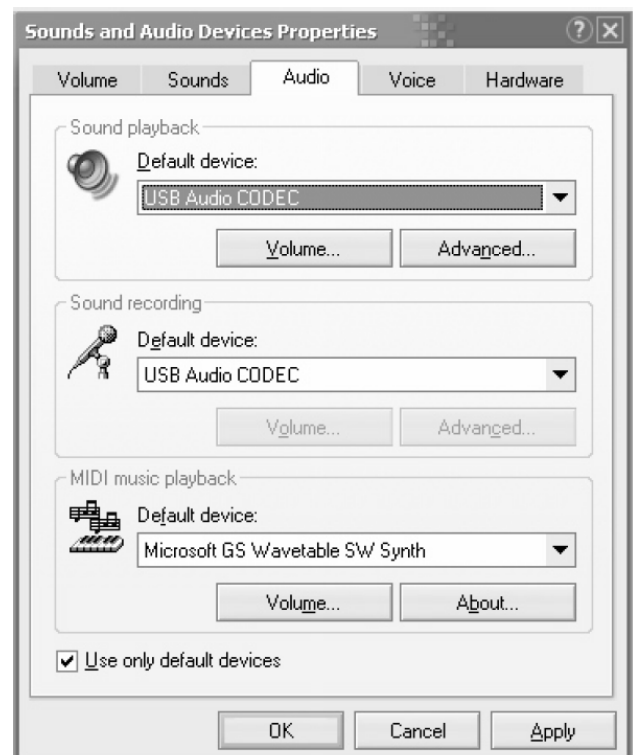 Sounds and Audio Devices Properties
Volume Sounds Audio Voice Hardware
Sound playback
Default device:
USB Audio CODEC
Volume... Advanced...
Sound recording
Default device:
USB Audio CODEC
Volume... Advanced...
MIDI music playback
Default device:
Microsoft GS Wavetable SW Synth
Volume... About...
Use only default devices
OK Cancel Apply